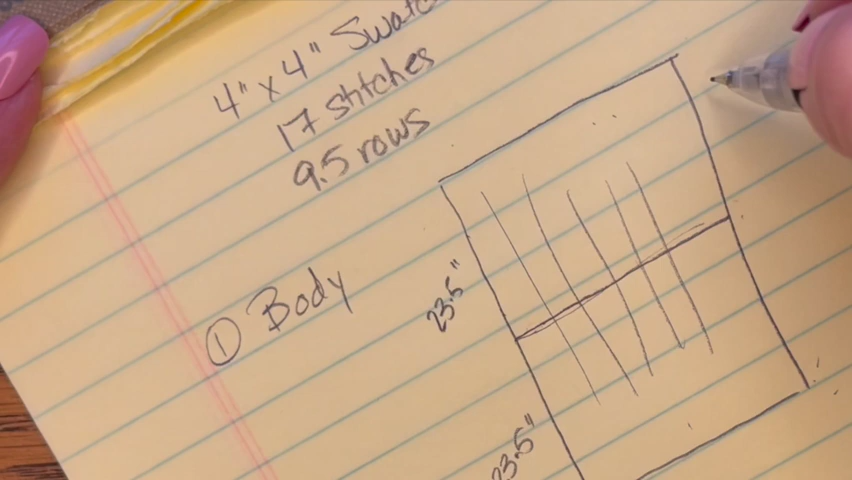 4" x 4" Swatc
17 stitches
9.5 rows
① Body
23.5"
23.5"